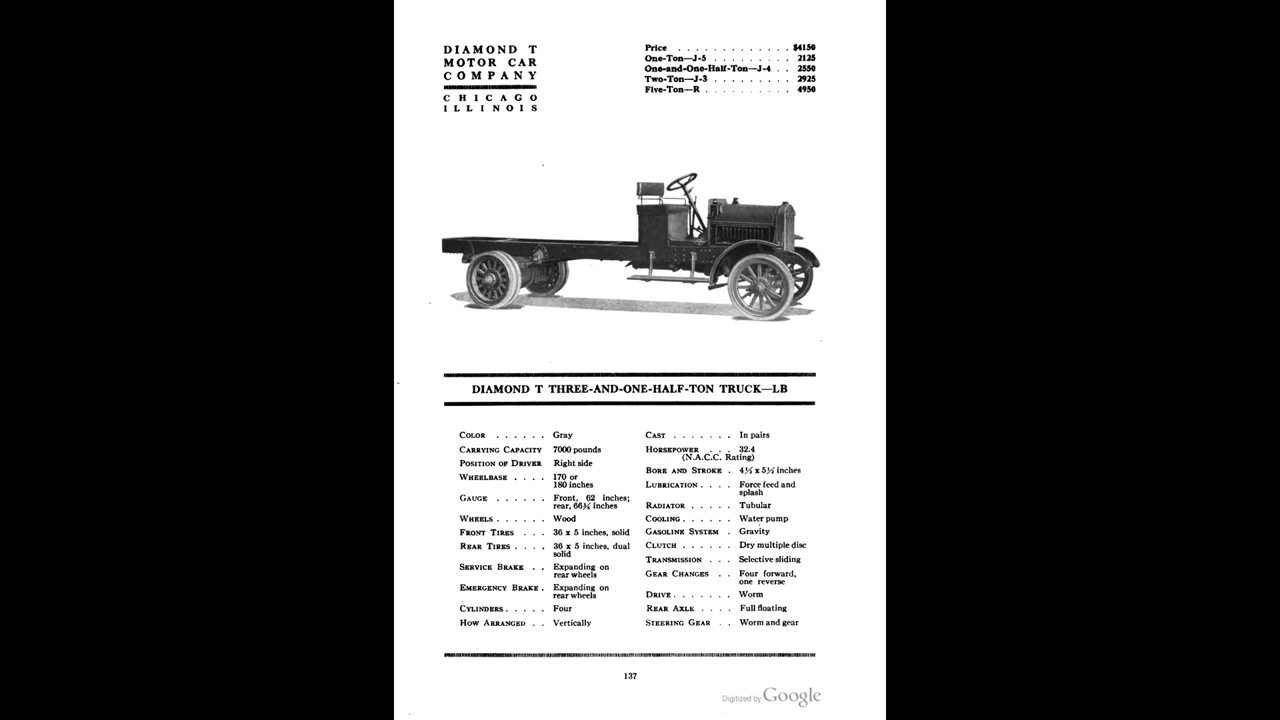 DIAMOND T
MOTOR CAR
COMPANY
CHICAGO
ILLINOIS
Price . . . . . . . . . . . . . $4150
One-Ton—J-5 . . . . . . . . . 2125
One-and-One-Half-Ton—J-4 . . 2550
Two-Ton—J-3 . . . . . . . . . 2925
Five-Ton—R . . . . . . . . . . 4950
DIAMOND T THREE-AND-ONE-HALF-TON TRUCK—LB
COLOR . . . . . . Gray
CARRYING CAPACITY 7000 pounds
POSITION OF DRIVER Right side
WHEELBASE . . . . 170 or
180 inches
GAUGE . . . . . . Front, 62 inches;
rear, 66¾ inches
WHEELS . . . . . . Wood
FRONT TIRES . . . 36 x 5 inches, solid
REAR TIRES . . . . 36 x 5 inches, dual
solid
SERVICE BRAKE . . Expanding on
rear wheels
EMERGENCY BRAKE . Expanding on
rear wheels
CYLINDERS . . . . . Four
HOW ARRANGED . . Vertically
CAST . . . . . . . In pairs
HORSEPOWER . . . 32.4
(N.A.C.C. Rating)
BORE AND STROKE . 4½ x 5½ inches
LUBRICATION . . . . Force feed and
splash
RADIATOR . . . . . Tubular
COOLING . . . . . . Water pump
GASOLINE SYSTEM . Gravity
CLUTCH . . . . . . Dry multiple disc
TRANSMISSION . . . Selective sliding
GEAR CHANGES . . Four forward,
one reverse
DRIVE . . . . . . . Worm
REAR AXLE . . . . Full floating
STEERING GEAR . . Worm and gear
137
Digitized by Google